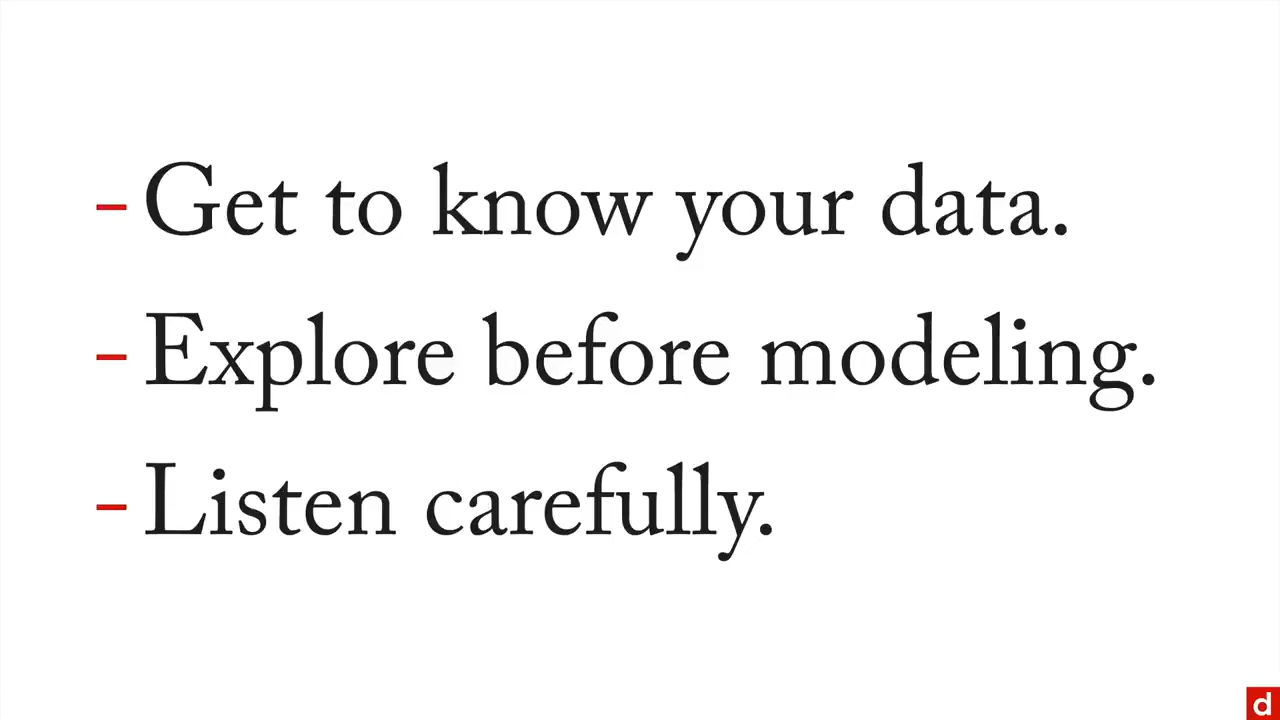 - Get to know your data.
- Explore before modeling.
- Listen carefully.
d